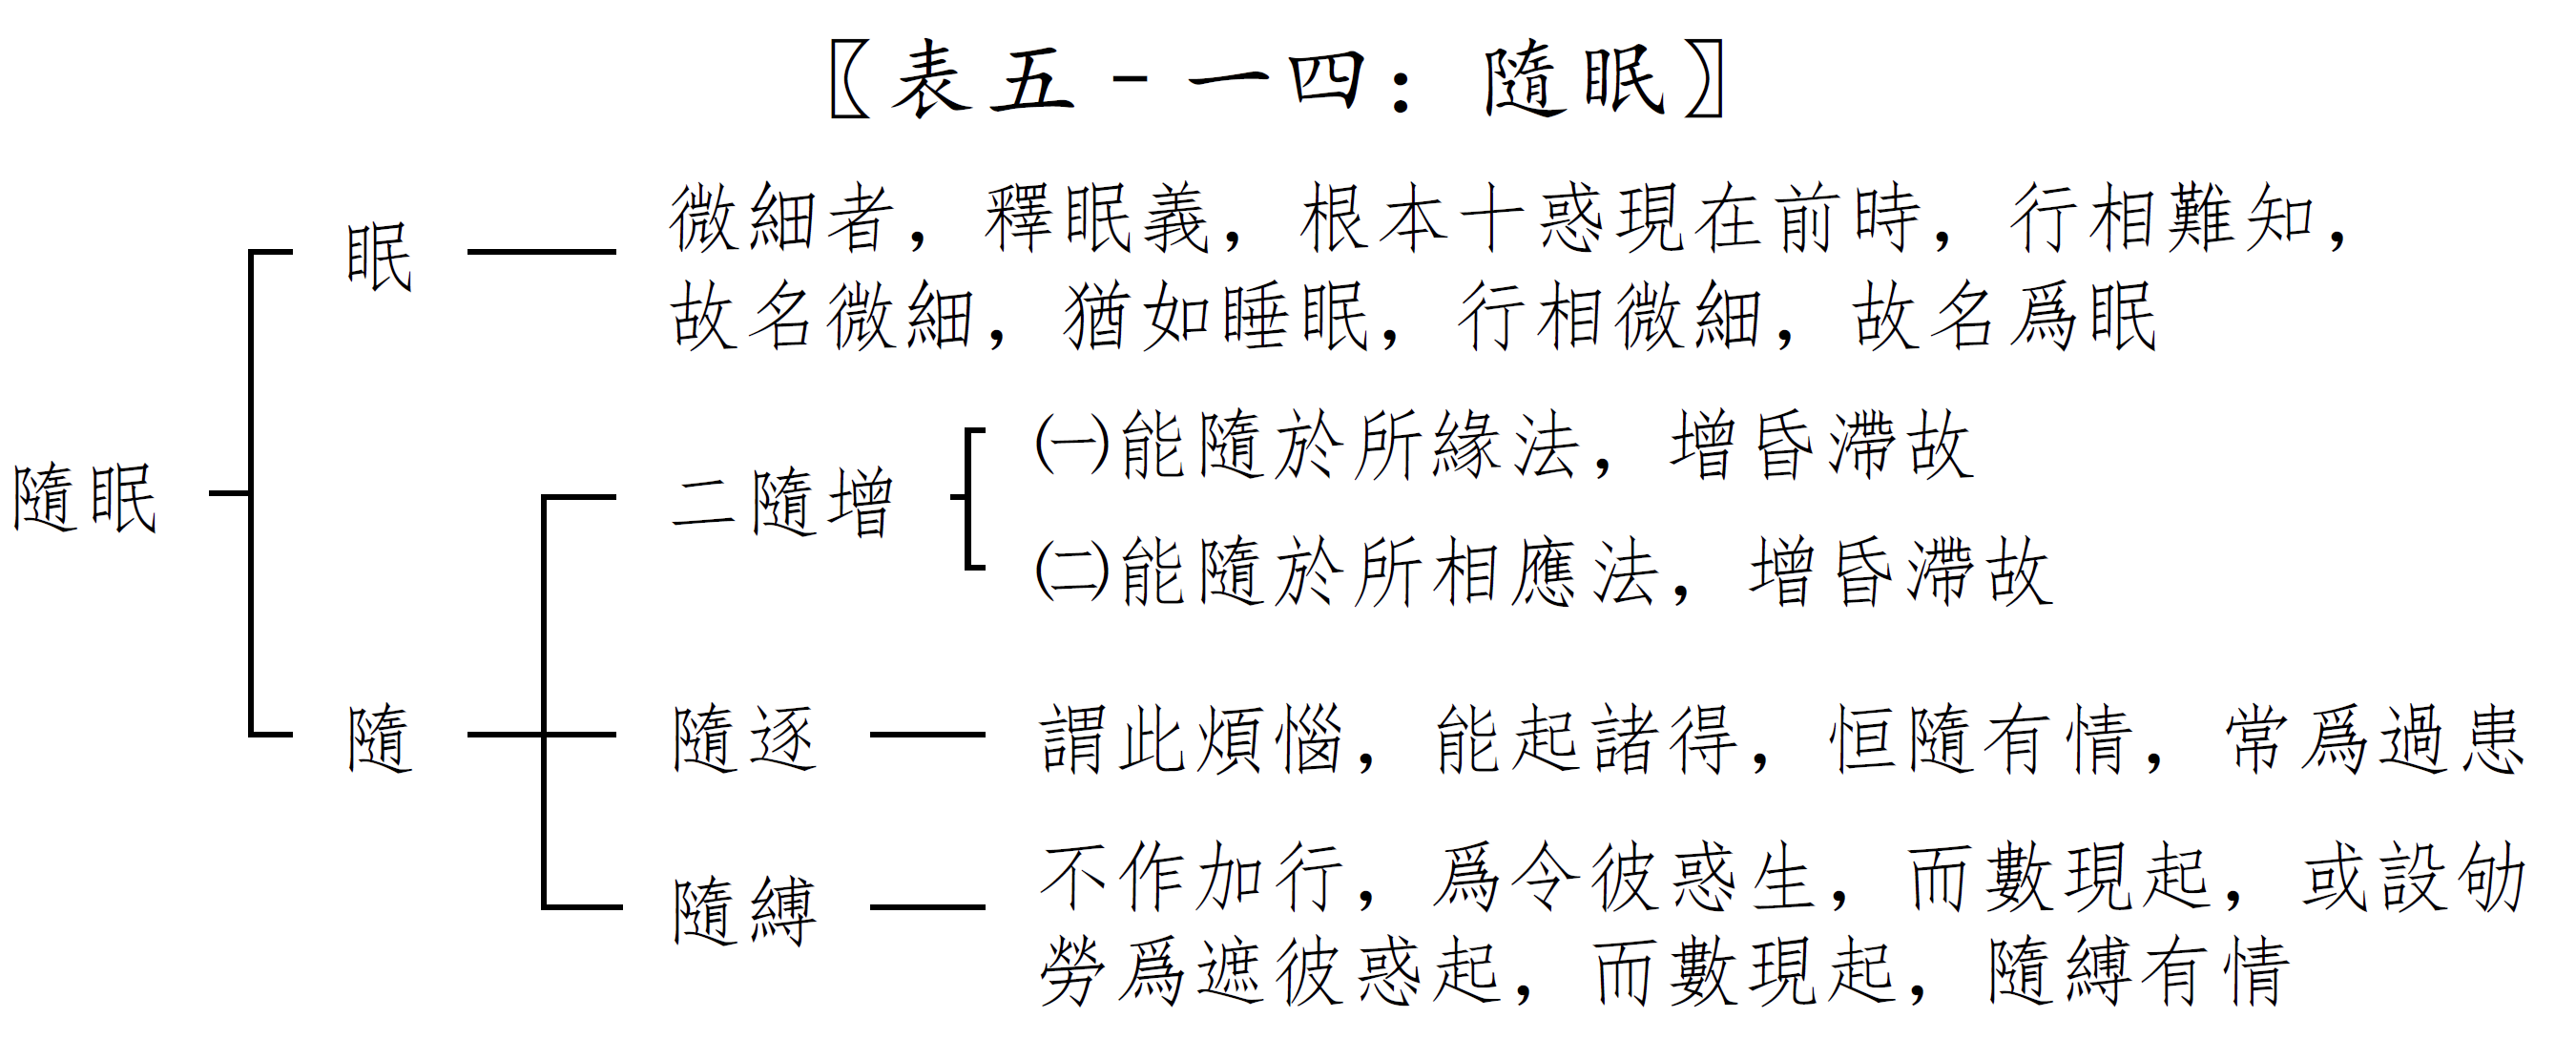 〖表五－一四：隨眠〗
微細者，釋眠義，根本十惑現在前時，行相難知，
眠
故名微細，猶如睡眠，行相微細，故名爲眠
㈠能隨於所緣法，增昏滯故
隨眠
二隨增
㈡能隨於所相應法，增昏滯故
隨
隨逐
謂此煩惱，能起諸得，恒隨有情，常爲過患
不作加行，爲令彼惑生，而數現起，或設劬
隨縛
勞爲遮彼惑起，而數現起，隨縛有情